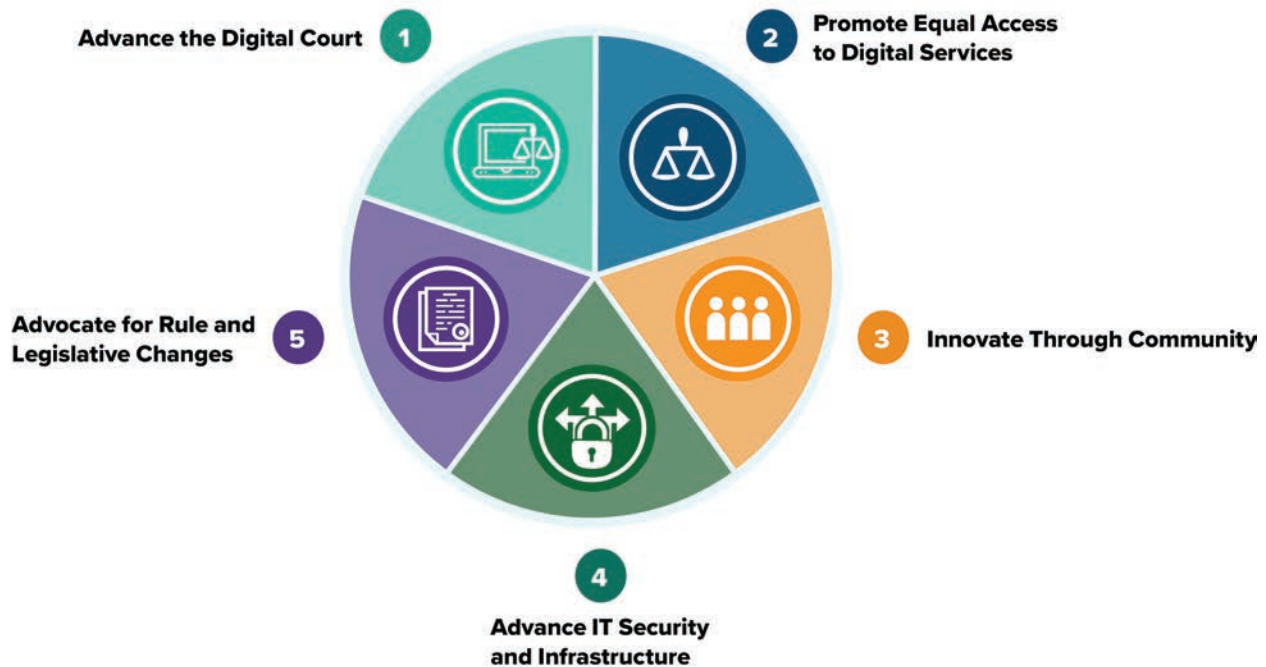 1
Advance the Digital Court
2
Promote Equal Access
to Digital Services
3
Innovate Through Community
4
Advance IT Security
and Infrastructure
5
Advocate for Rule and
Legislative Changes